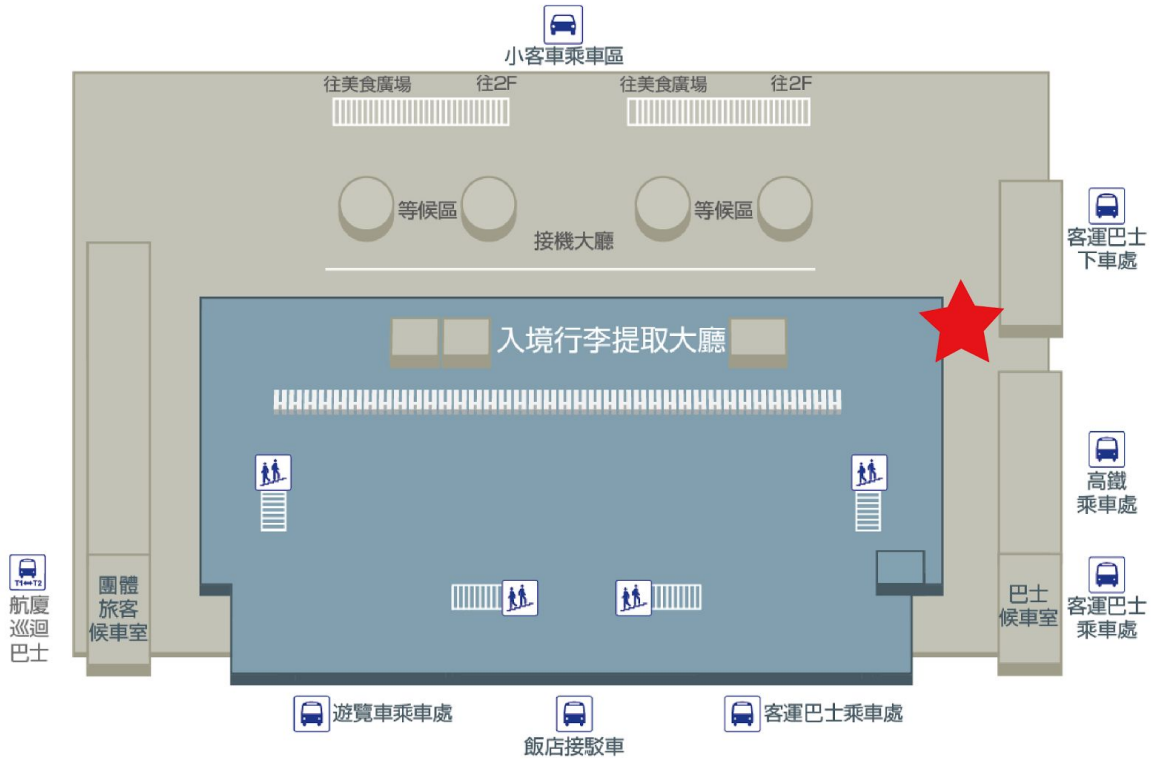 小客車乘車區
往美食廣場
往2F
往美食廣場
往2F
等候區
等候區
接機大廳
客運巴士
下車處
入境行李提取大廳
高鐵
乘車處
T1↔T2
航廈
巡迴
巴士
團體
旅客
候車室
巴士
候車室
客運巴士
乘車處
遊覽車乘車處
飯店接駁車
客運巴士乘車處